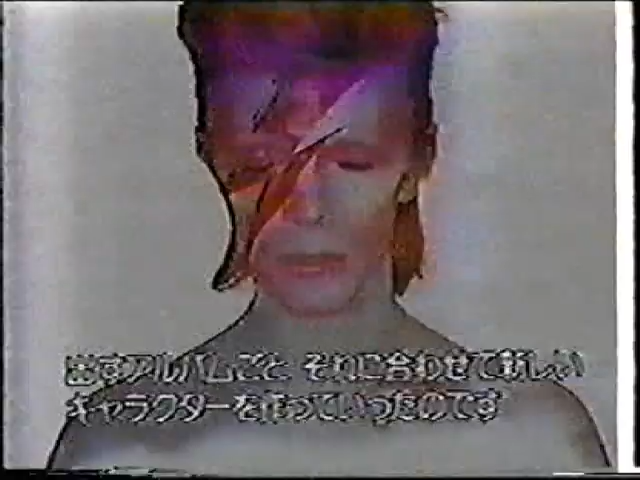 出すアルバムごと それに合わせて新しい
キャラクターを作っていったのです